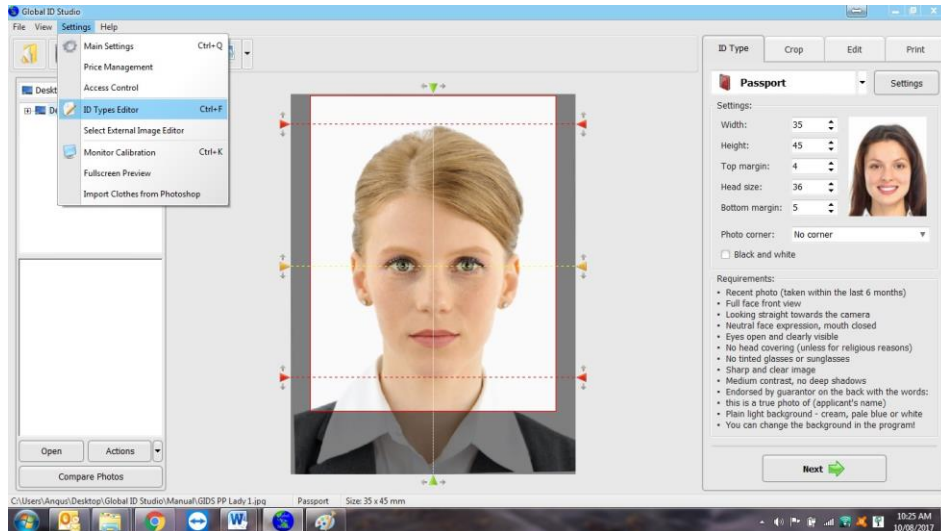 Global ID Studio
File View Settings Help
Main Settings Ctrl+Q
Price Management
Access Control
ID Types Editor Ctrl+F
Select External Image Editor
Monitor Calibration Ctrl+K
Fullscreen Preview
Import Clothes from Photoshop
Open Actions
Compare Photos
ID Type Crop Edit Print
Passport Settings
Settings:
Width: 35
Height: 45
Top margin: 4
Head size: 36
Bottom margin: 5
Photo corner: No corner
Black and white
Requirements:
• Recent photo (taken within the last 6 months)
• Full face front view
• Looking straight towards the camera
• Neutral face expression, mouth closed
• Eyes open and clearly visible
• No head covering (unless for religious reasons)
• No tinted glasses or sunglasses
• Sharp and clear image
• Medium contrast, no deep shadows
• Endorsed by guarantor on the back with the words:
• this is a true photo of (applicant's name)
• Plain light background - cream, pale blue or white
• You can change the background in the program!
Next
C:\Users\Angus\Desktop\Global ID Studio\Manual\GIDS PP Lady 1.jpg Passport Size: 35 x 45 mm
10:25 AM